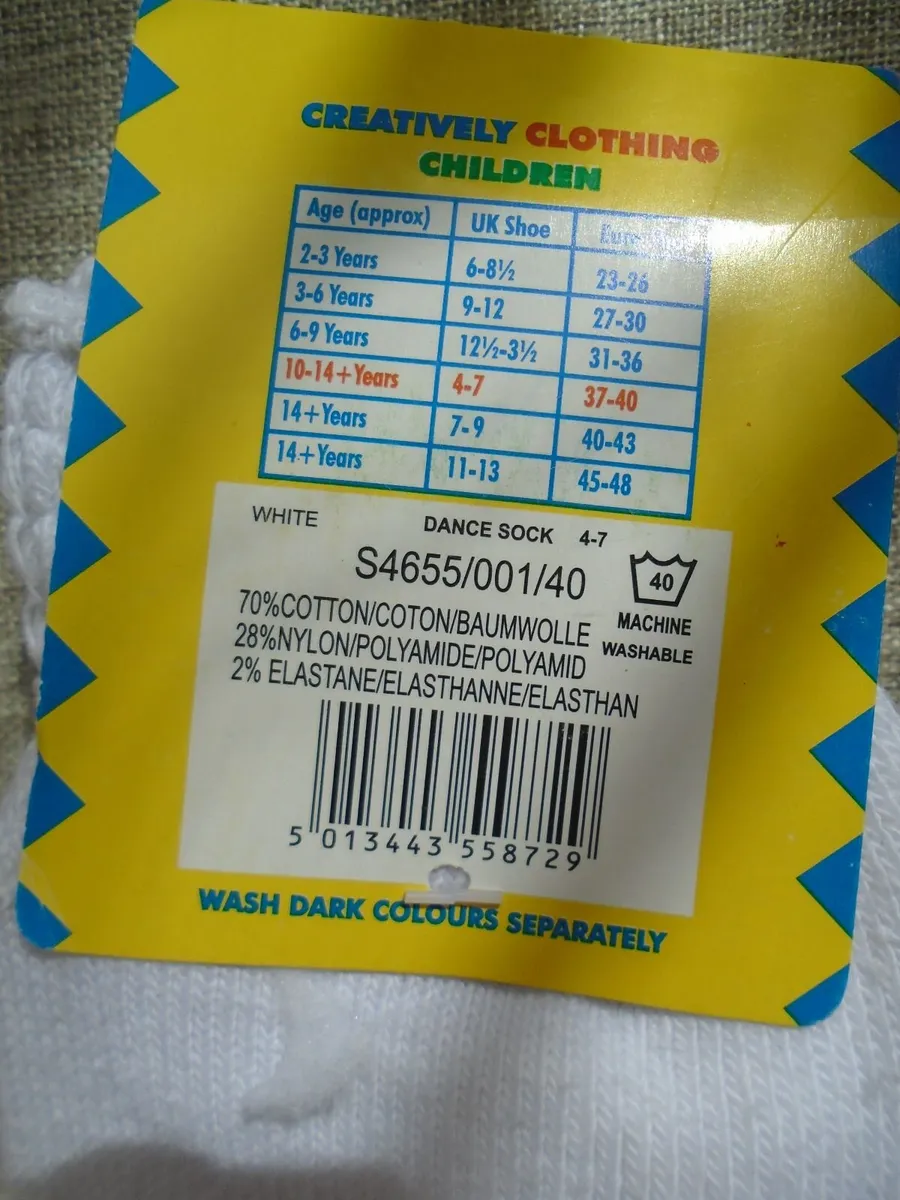 CREATIVELY CLOTHING
CHILDREN
Age (approx) UK Shoe
2-3 Years 6-8½ 23-26
3-6 Years 9-12 27-30
6-9 Years 12½-3½ 31-36
10-14+Years 4-7 37-40
14+Years 7-9 40-43
14+Years 11-13 45-48
WHITE DANCE SOCK 4-7
S4655/001/40
40
MACHINE
WASHABLE
70%COTTON/COTON/BAUMWOLLE
28%NYLON/POLYAMIDE/POLYAMID
2% ELASTANE/ELASTHANNE/ELASTHAN
5 013443 558729
WASH DARK COLOURS SEPARATELY